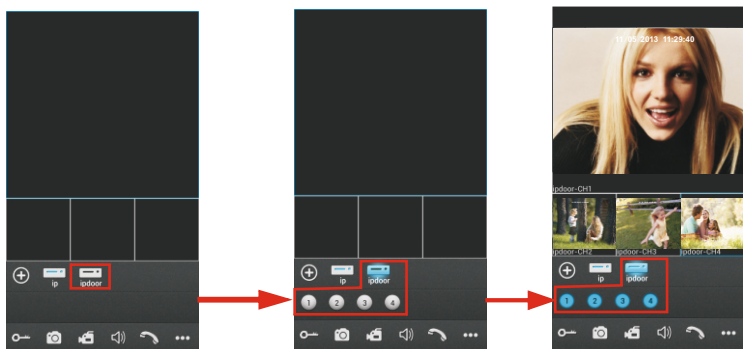 ip
ipdoor
ip
ipdoor
1
2
3
4
11 05 2013 11:29:40
ipdoor-CH1
ipdoor-CH2
ipdoor-CH3
ipdoor-CH4
ip
ipdoor
1
2
3
4